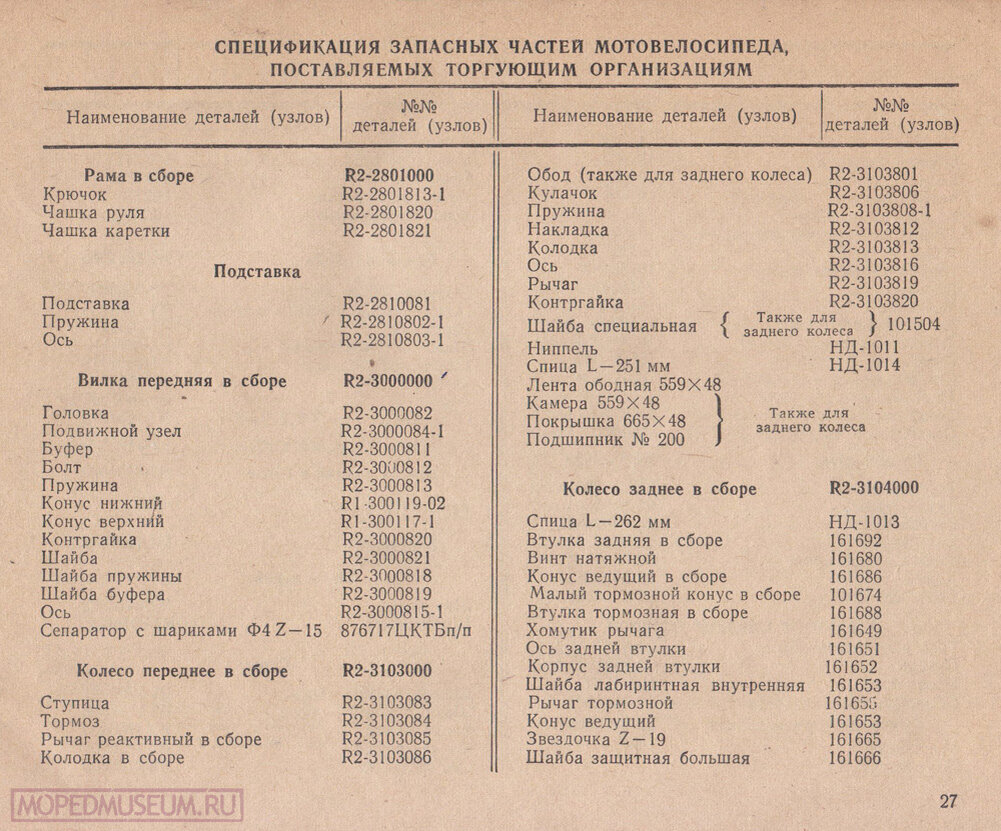 СПЕЦИФИКАЦИЯ ЗАПАСНЫХ ЧАСТЕЙ МОТОВЕЛОСИПЕДА,
ПОСТАВЛЯЕМЫХ ТОРГУЮЩИМ ОРГАНИЗАЦИЯМ
Наименование деталей (узлов) №№ деталей (узлов)
Рама в сборе R2-2801000
Крючок R2-2801813-1
Чашка руля R2-2801820
Чашка каретки R2-2801821
Подставка
Подставка R2-2810081
Пружина R2-2810802-1
Ось R2-2810803-1
Вилка передняя в сборе R2-3000000
Головка R2-3000082
Подвижной узел R2-3000084-1
Буфер R2-3000811
Болт R2-3000812
Пружина R2-3000813
Конус нижний R1-300119-02
Конус верхний R1-300117-1
Контргайка R2-3000820
Шайба R2-3000821
Шайба пружины R2-3000818
Шайба буфера R2-3000819
Ось R2-3000815-1
Сепаратор с шариками Ф4 Z—15 876717ЦКТБп/п
Колесо переднее в сборе R2-3103000
Ступица R2-3103083
Тормоз R2-3103084
Рычаг реактивный в сборе R2-3103085
Колодка в сборе R2-3103086
Наименование деталей (узлов) №№ деталей (узлов)
Обод (также для заднего колеса) R2-3103801
Кулачок R2-3103806
Пружина R2-3103808-1
Накладка R2-3103812
Колодка R2-3103813
Ось R2-3103816
Рычаг R2-3103819
Контргайка R2-3103820
Шайба специальная { Также для заднего колеса } 101504
Ниппель НД-1011
Спица L—251 мм НД-1014
Лента ободная 559×48
Камера 559×48
Покрышка 665×48
Подшипник № 200
} Также для
заднего колеса
Колесо заднее в сборе R2-3104000
Спица L—262 мм НД-1013
Втулка задняя в сборе 161692
Винт натяжной 161680
Конус ведущий в сборе 161686
Малый тормозной конус в сборе 101674
Втулка тормозная в сборе 161688
Хомутик рычага 161649
Ось задней втулки 161651
Корпус задней втулки 161652
Шайба лабиринтная внутренняя 161653
Рычаг тормозной
Конус ведущий 161653
Звездочка Z—19 161665
Шайба защитная большая 161666
27
MOPEDMUSEUM.RU